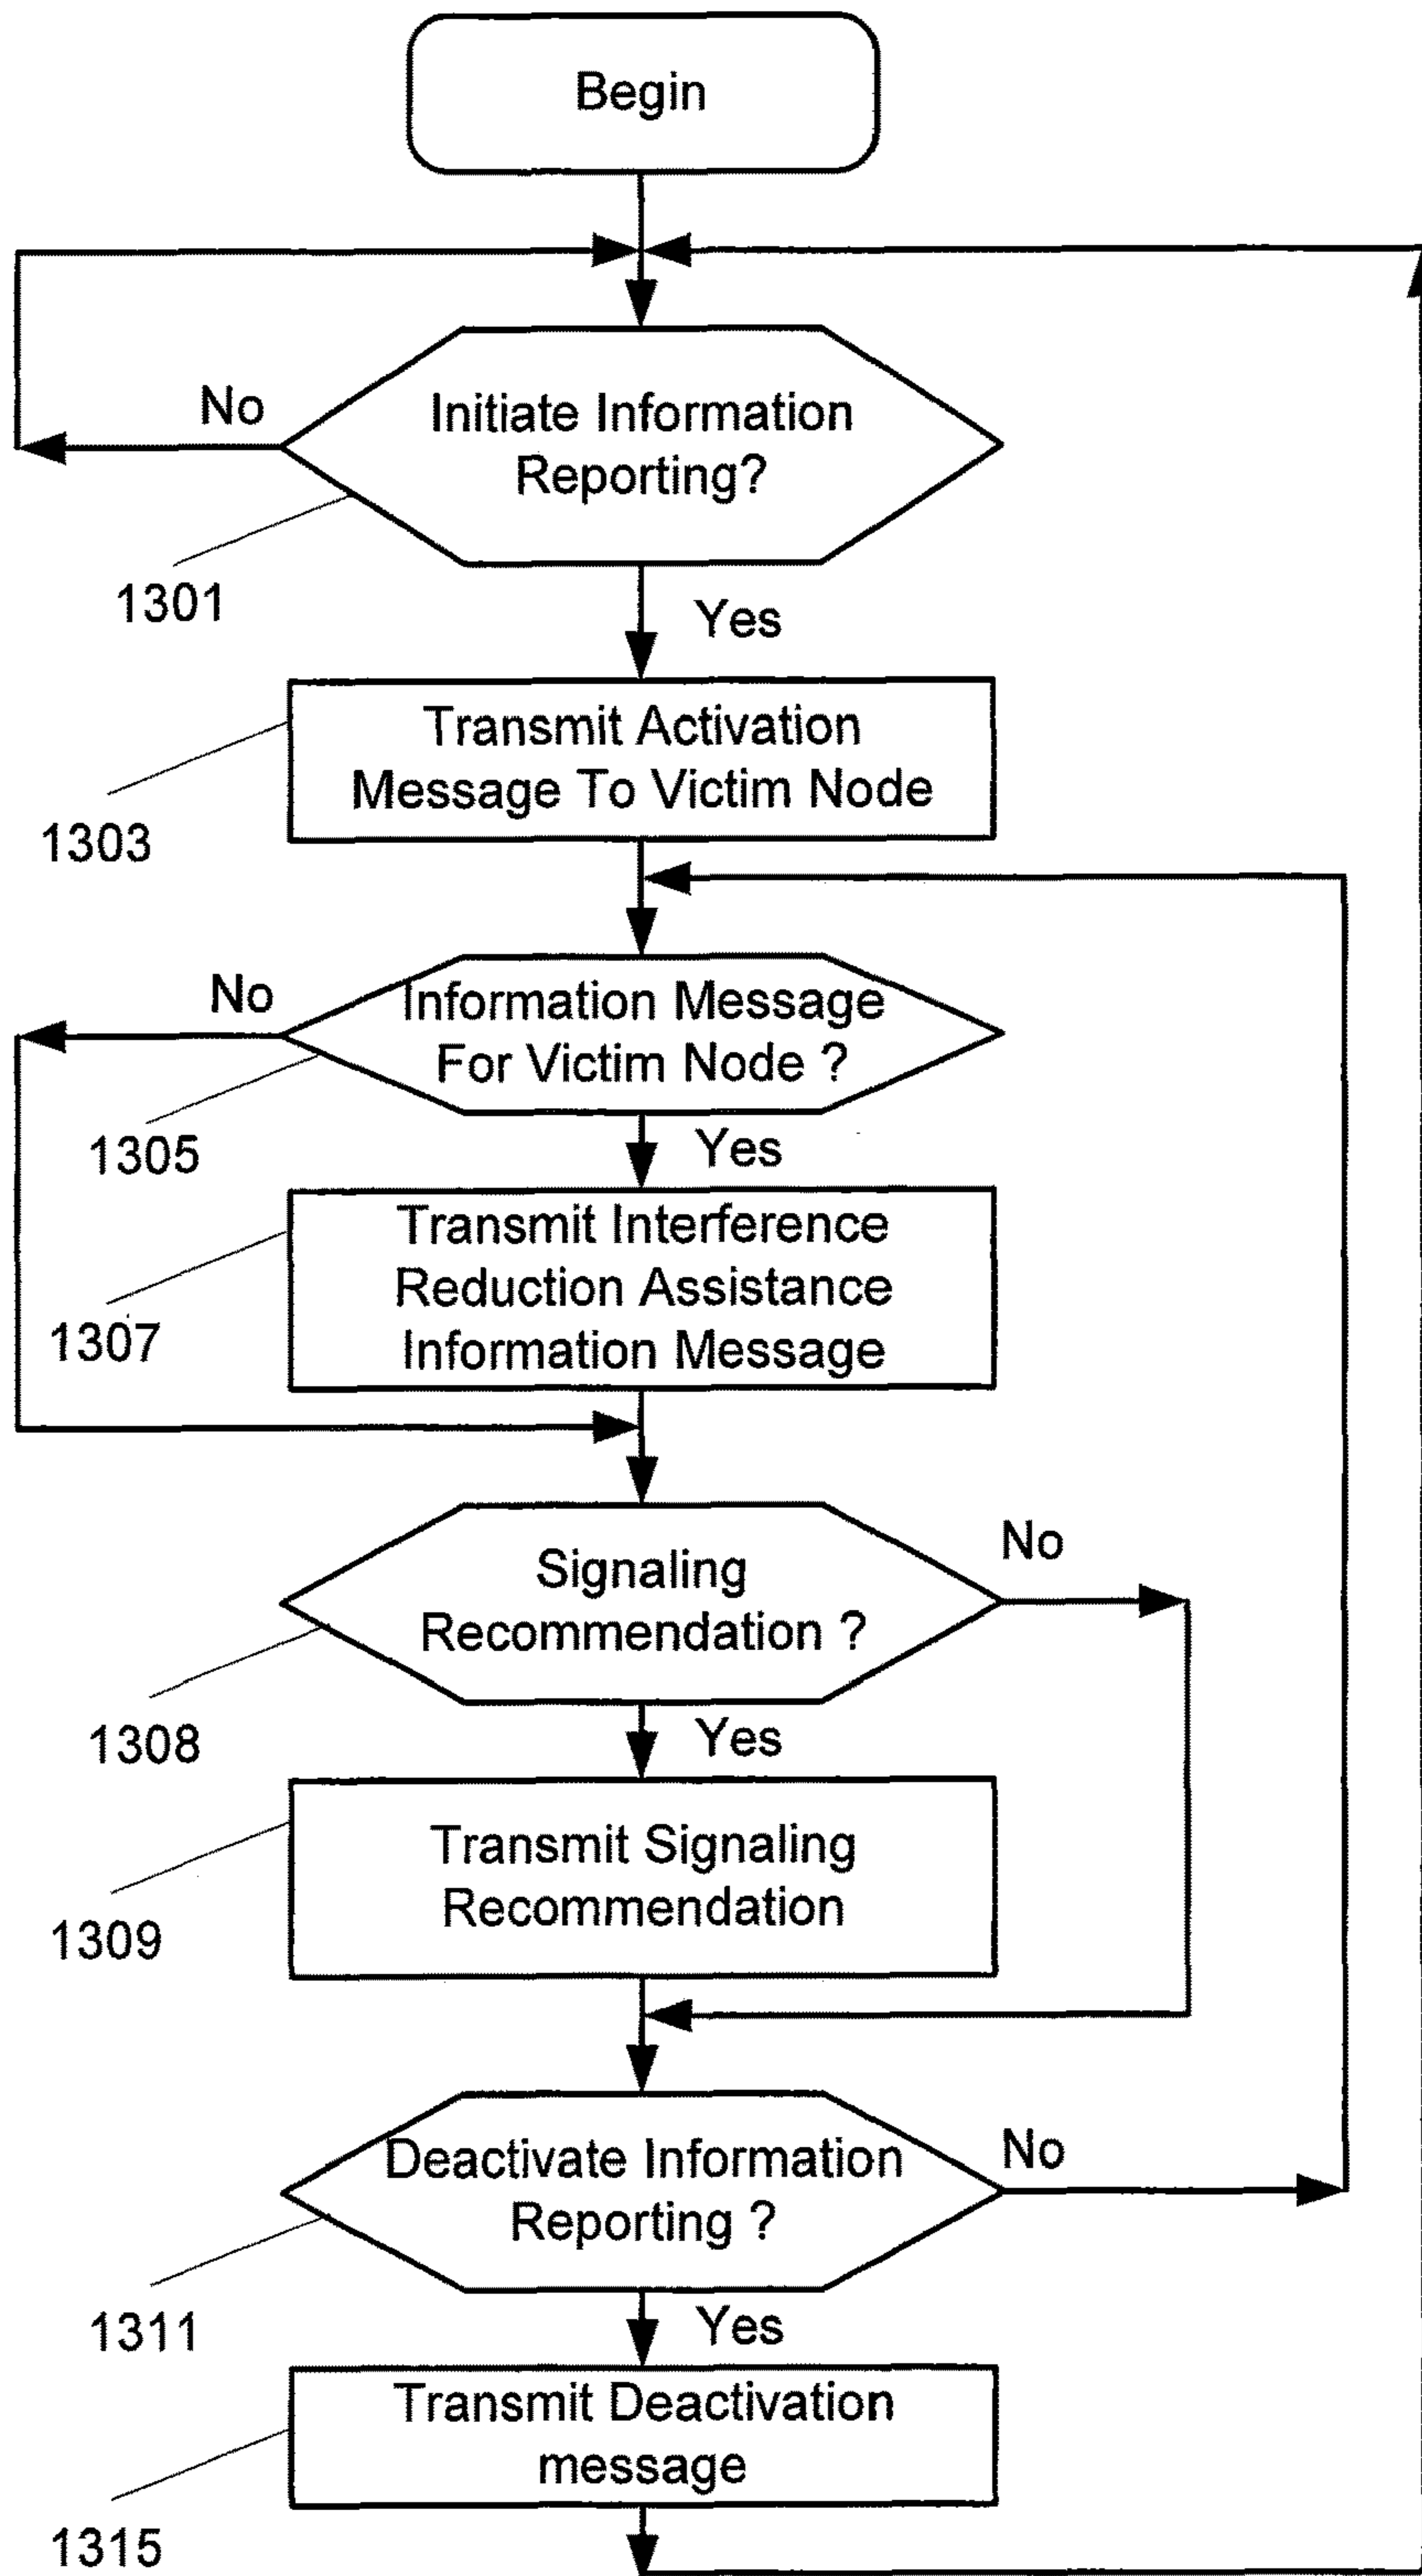 Begin
No
Initiate Information
Reporting?
1301
Yes
Transmit Activation
Message To Victim Node
1303
No
Information Message
For Victim Node ?
1305
Yes
Transmit Interference
Reduction Assistance
Information Message
1307
Signaling
Recommendation ?
No
1308
Yes
Transmit Signaling
Recommendation
1309
Deactivate Information
Reporting ?
No
1311
Yes
Transmit Deactivation
message
1315